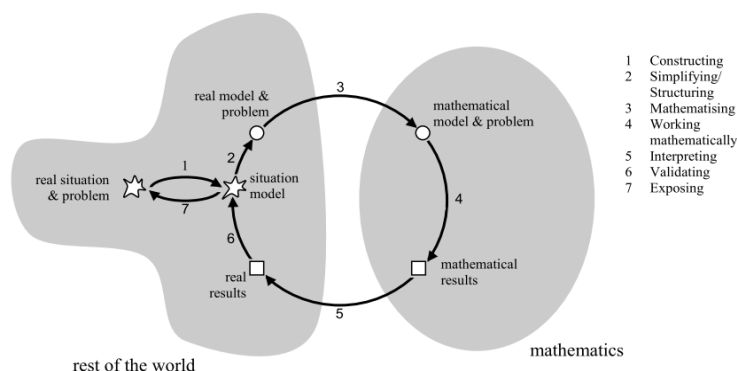 real model &
problem
3
mathematical
model & problem
1
2
real situation
& problem
situation
model
7
4
6
real
results
mathematical
results
5
rest of the world
mathematics
1 Constructing
2 Simplifying/
Structuring
3 Mathematising
4 Working
mathematically
5 Interpreting
6 Validating
7 Exposing